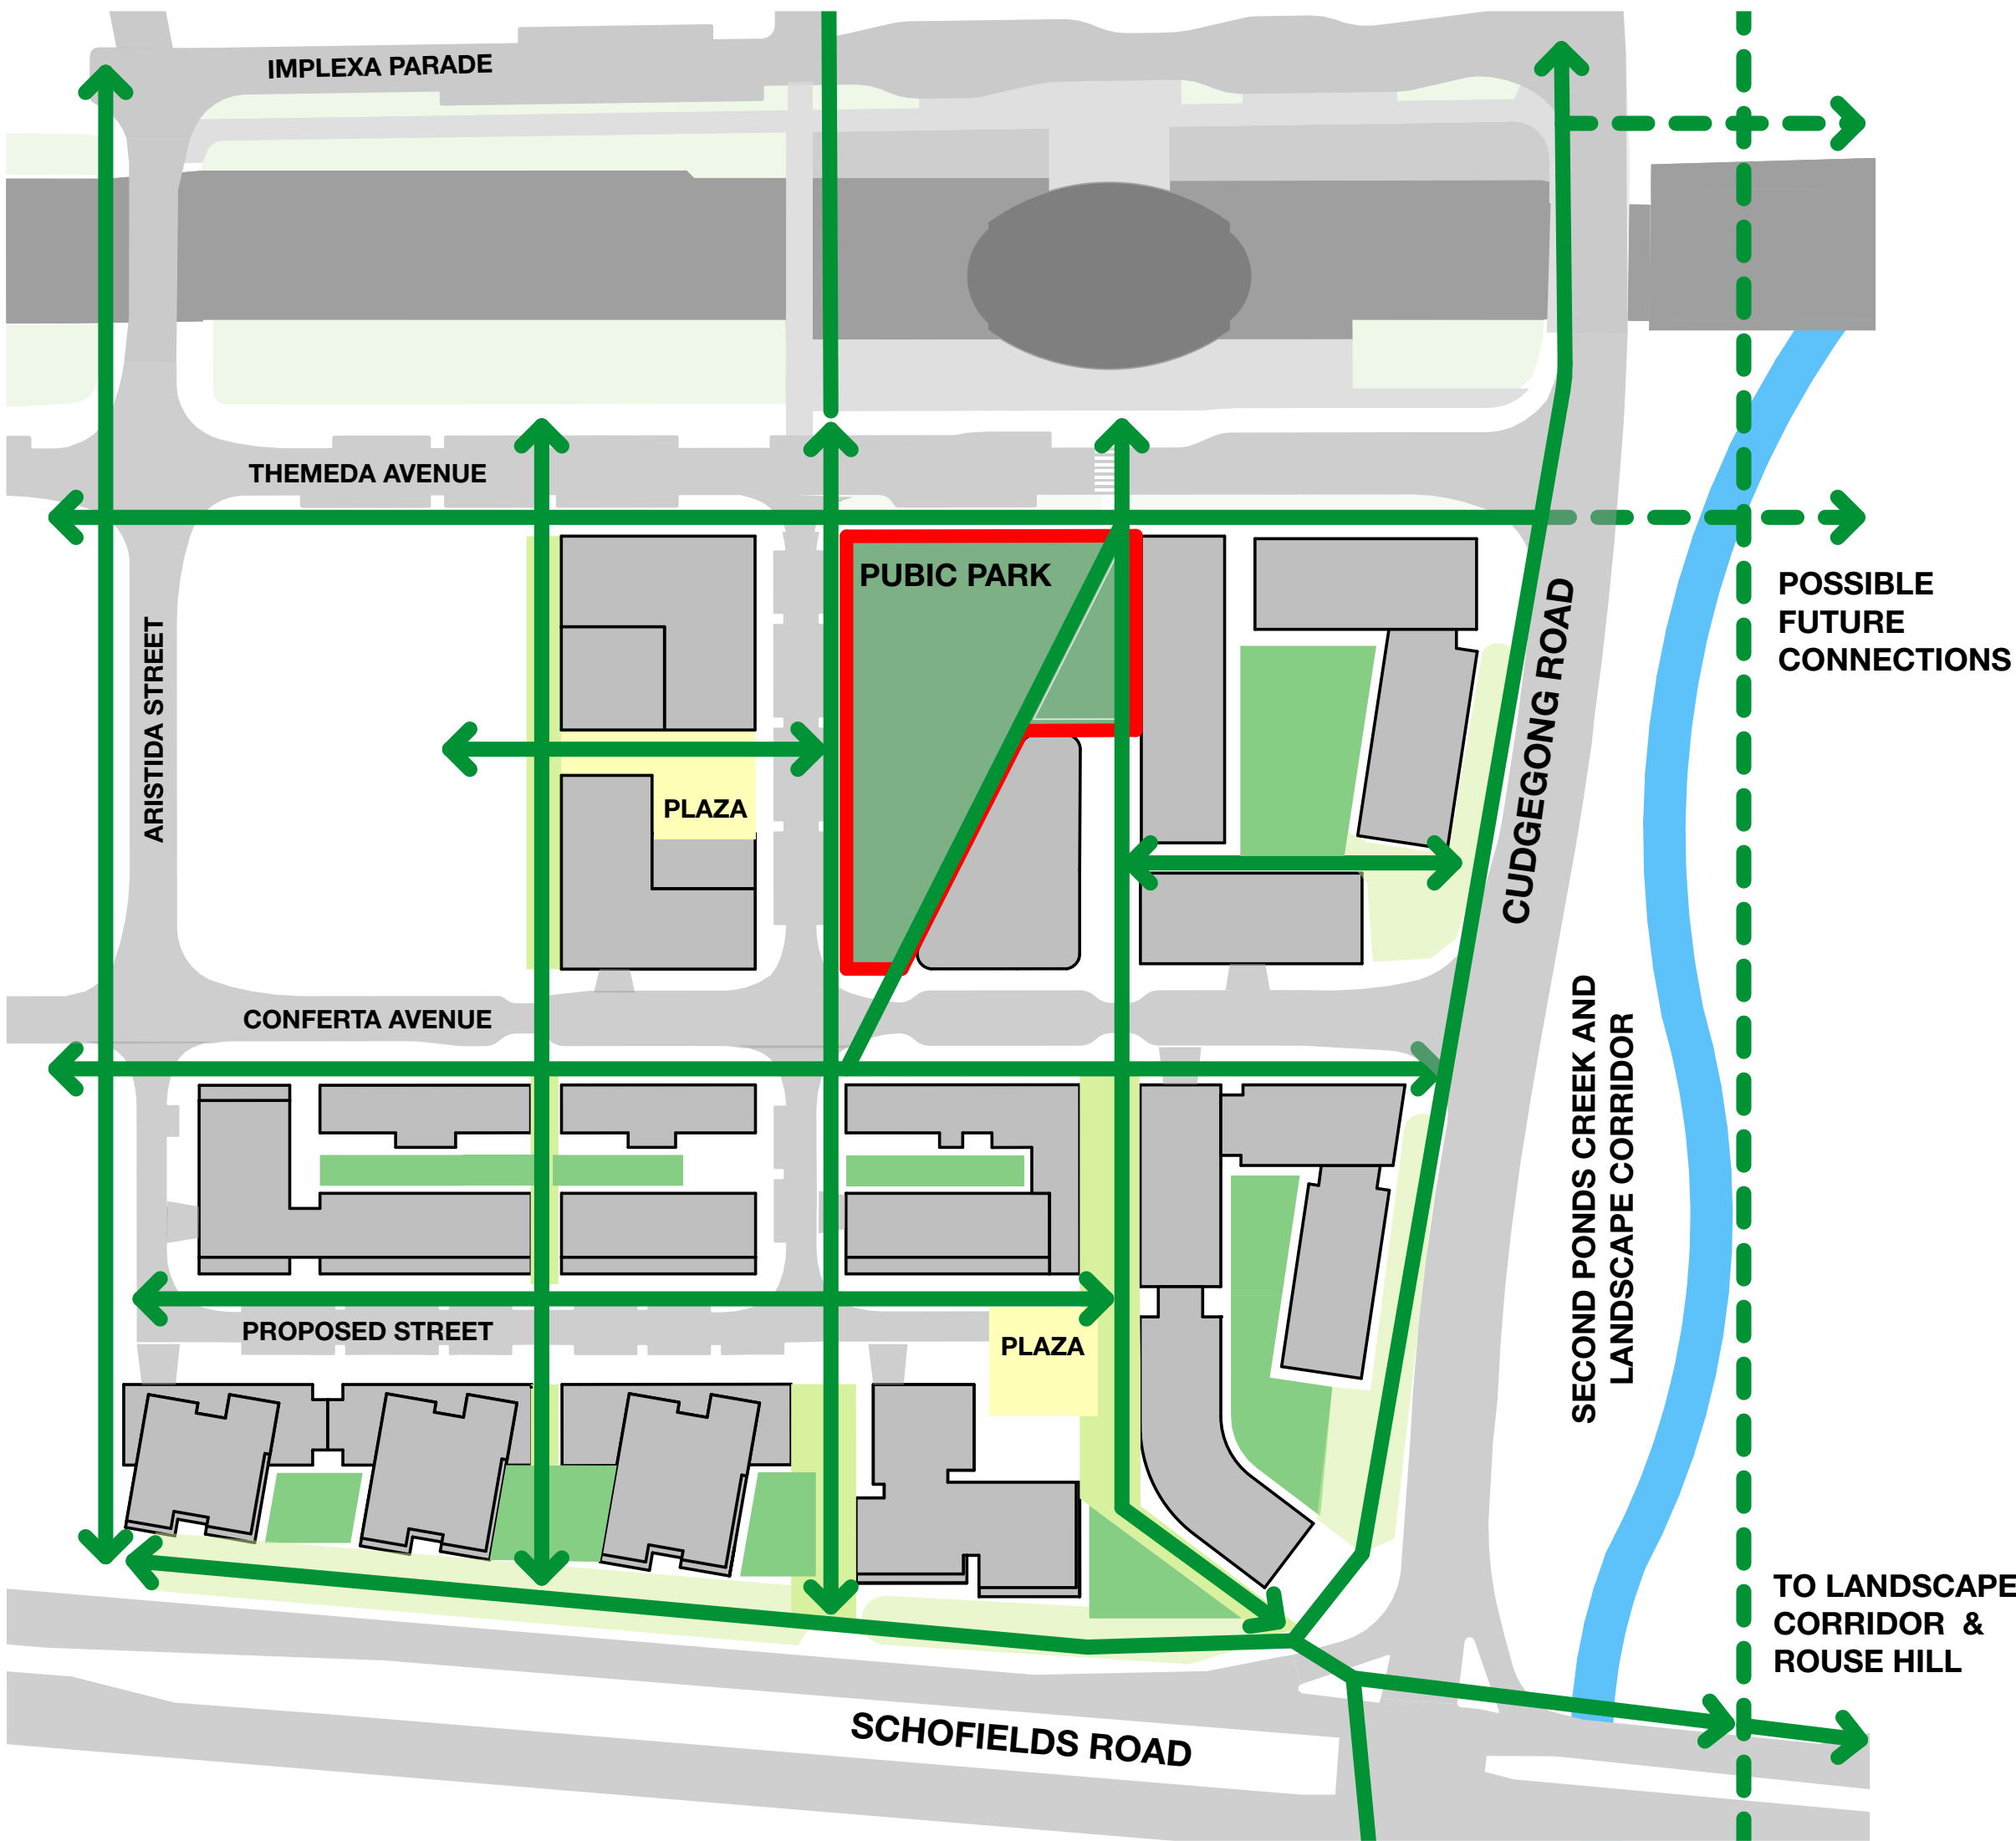 IMPLEXA PARADE
THEMEDA AVENUE
PUBIC PARK
POSSIBLE
FUTURE
CONNECTIONS
ARISTIDA STREET
PLAZA
CUDGEGONG ROAD
CONFERTA AVENUE
SECOND PONDS CREEK AND
LANDSCAPE CORRIDOR
PROPOSED STREET
PLAZA
TO LANDSCAPE
CORRIDOR &
ROUSE HILL
SCHOFIELDS ROAD